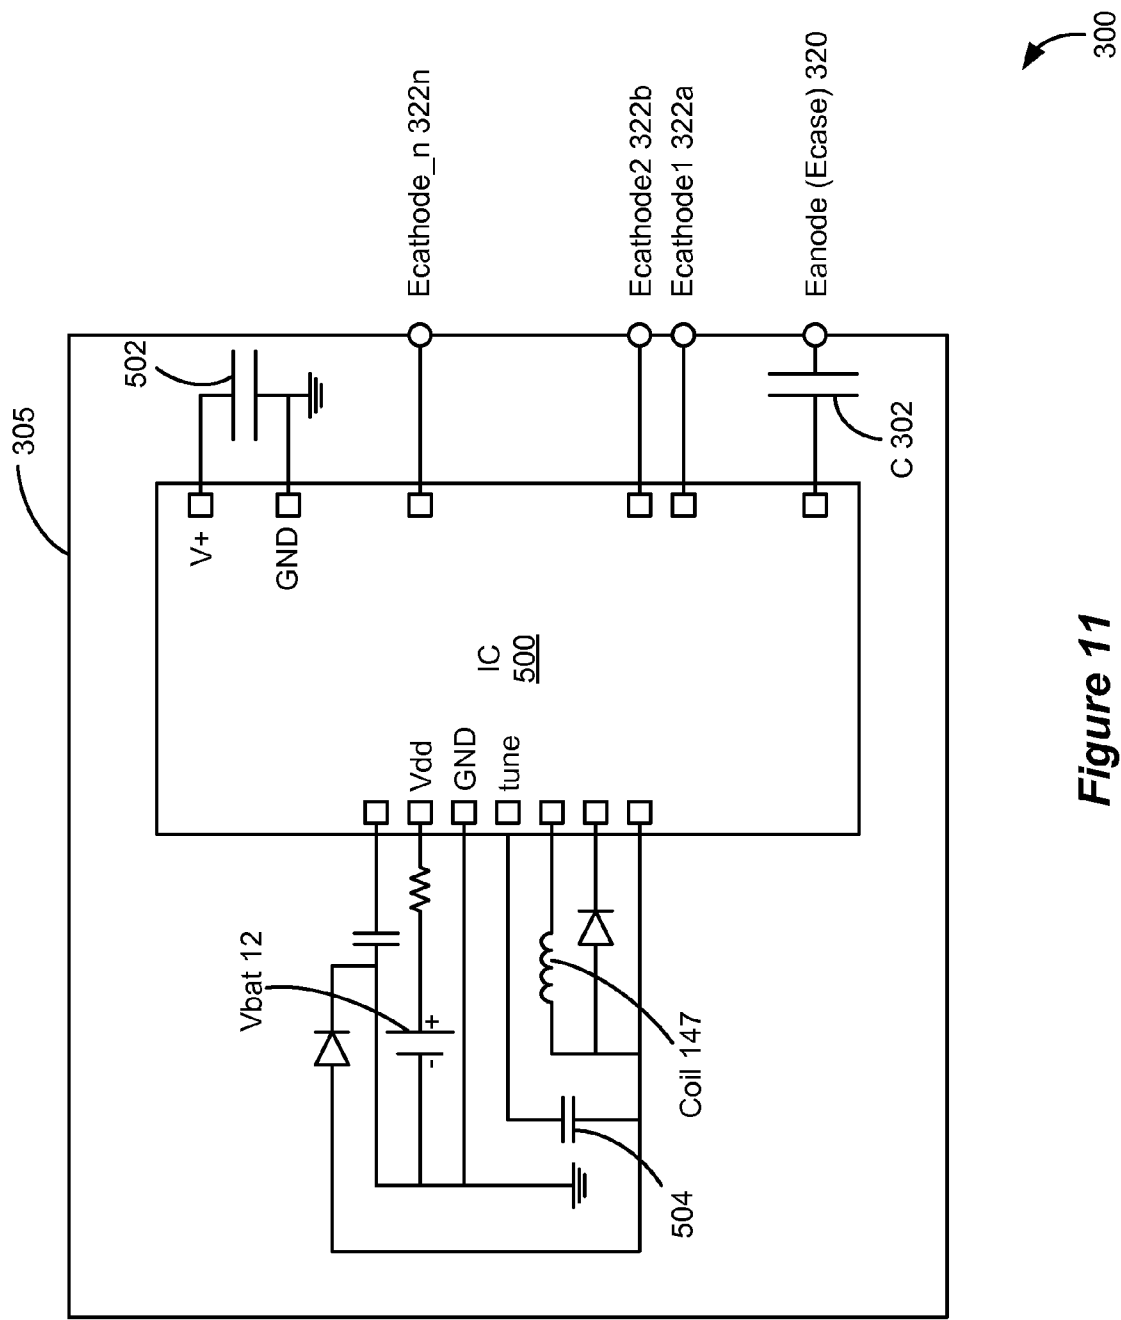 305
502
V+
GND
Ecathode_n 322n
Ecathode2 322b
Ecathode1 322a
Eanode (Ecase) 320
C 302
300
IC
500
Vdd
GND
tune
Vbat 12
+
-
Coil 147
504
Figure 11